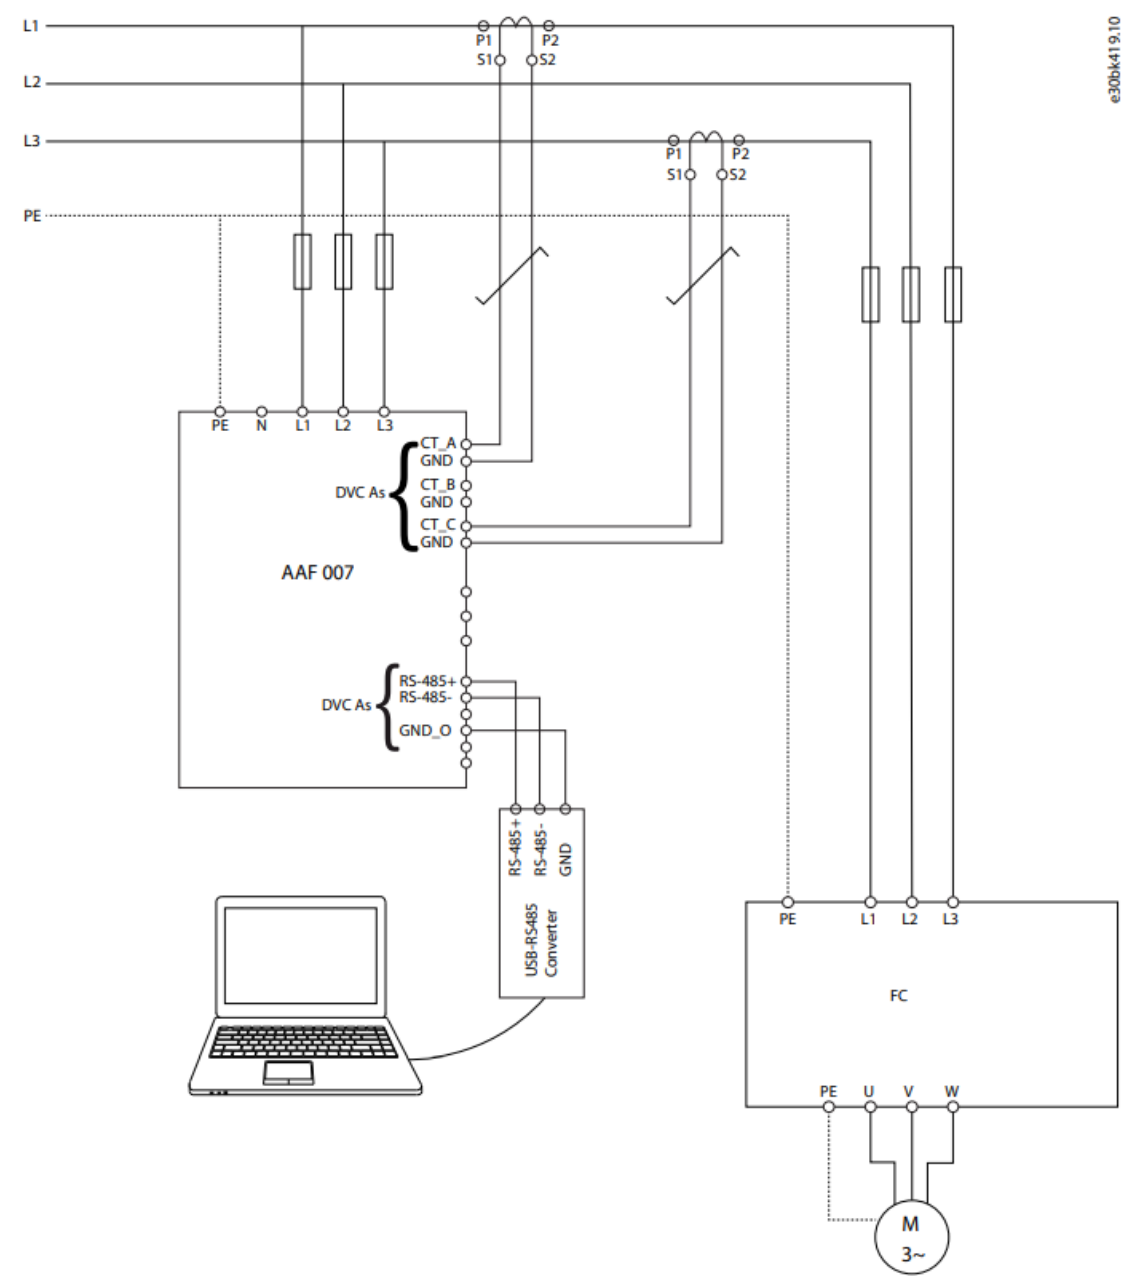 L1
P1
P2
S1
S2
e30bk419.10
L2
L3
P1
P2
S1
S2
PE
PE
N
L1
L2
L3
CT_A
GND
CT_B
GND
CT_C
GND
DVC As
AAF 007
RS-485+
RS-485-
GND_O
DVC As
RS-485+
RS-485-
GND
USB-RS485
Converter
PE
L1
L2
L3
FC
PE
U
V
W
M
3~